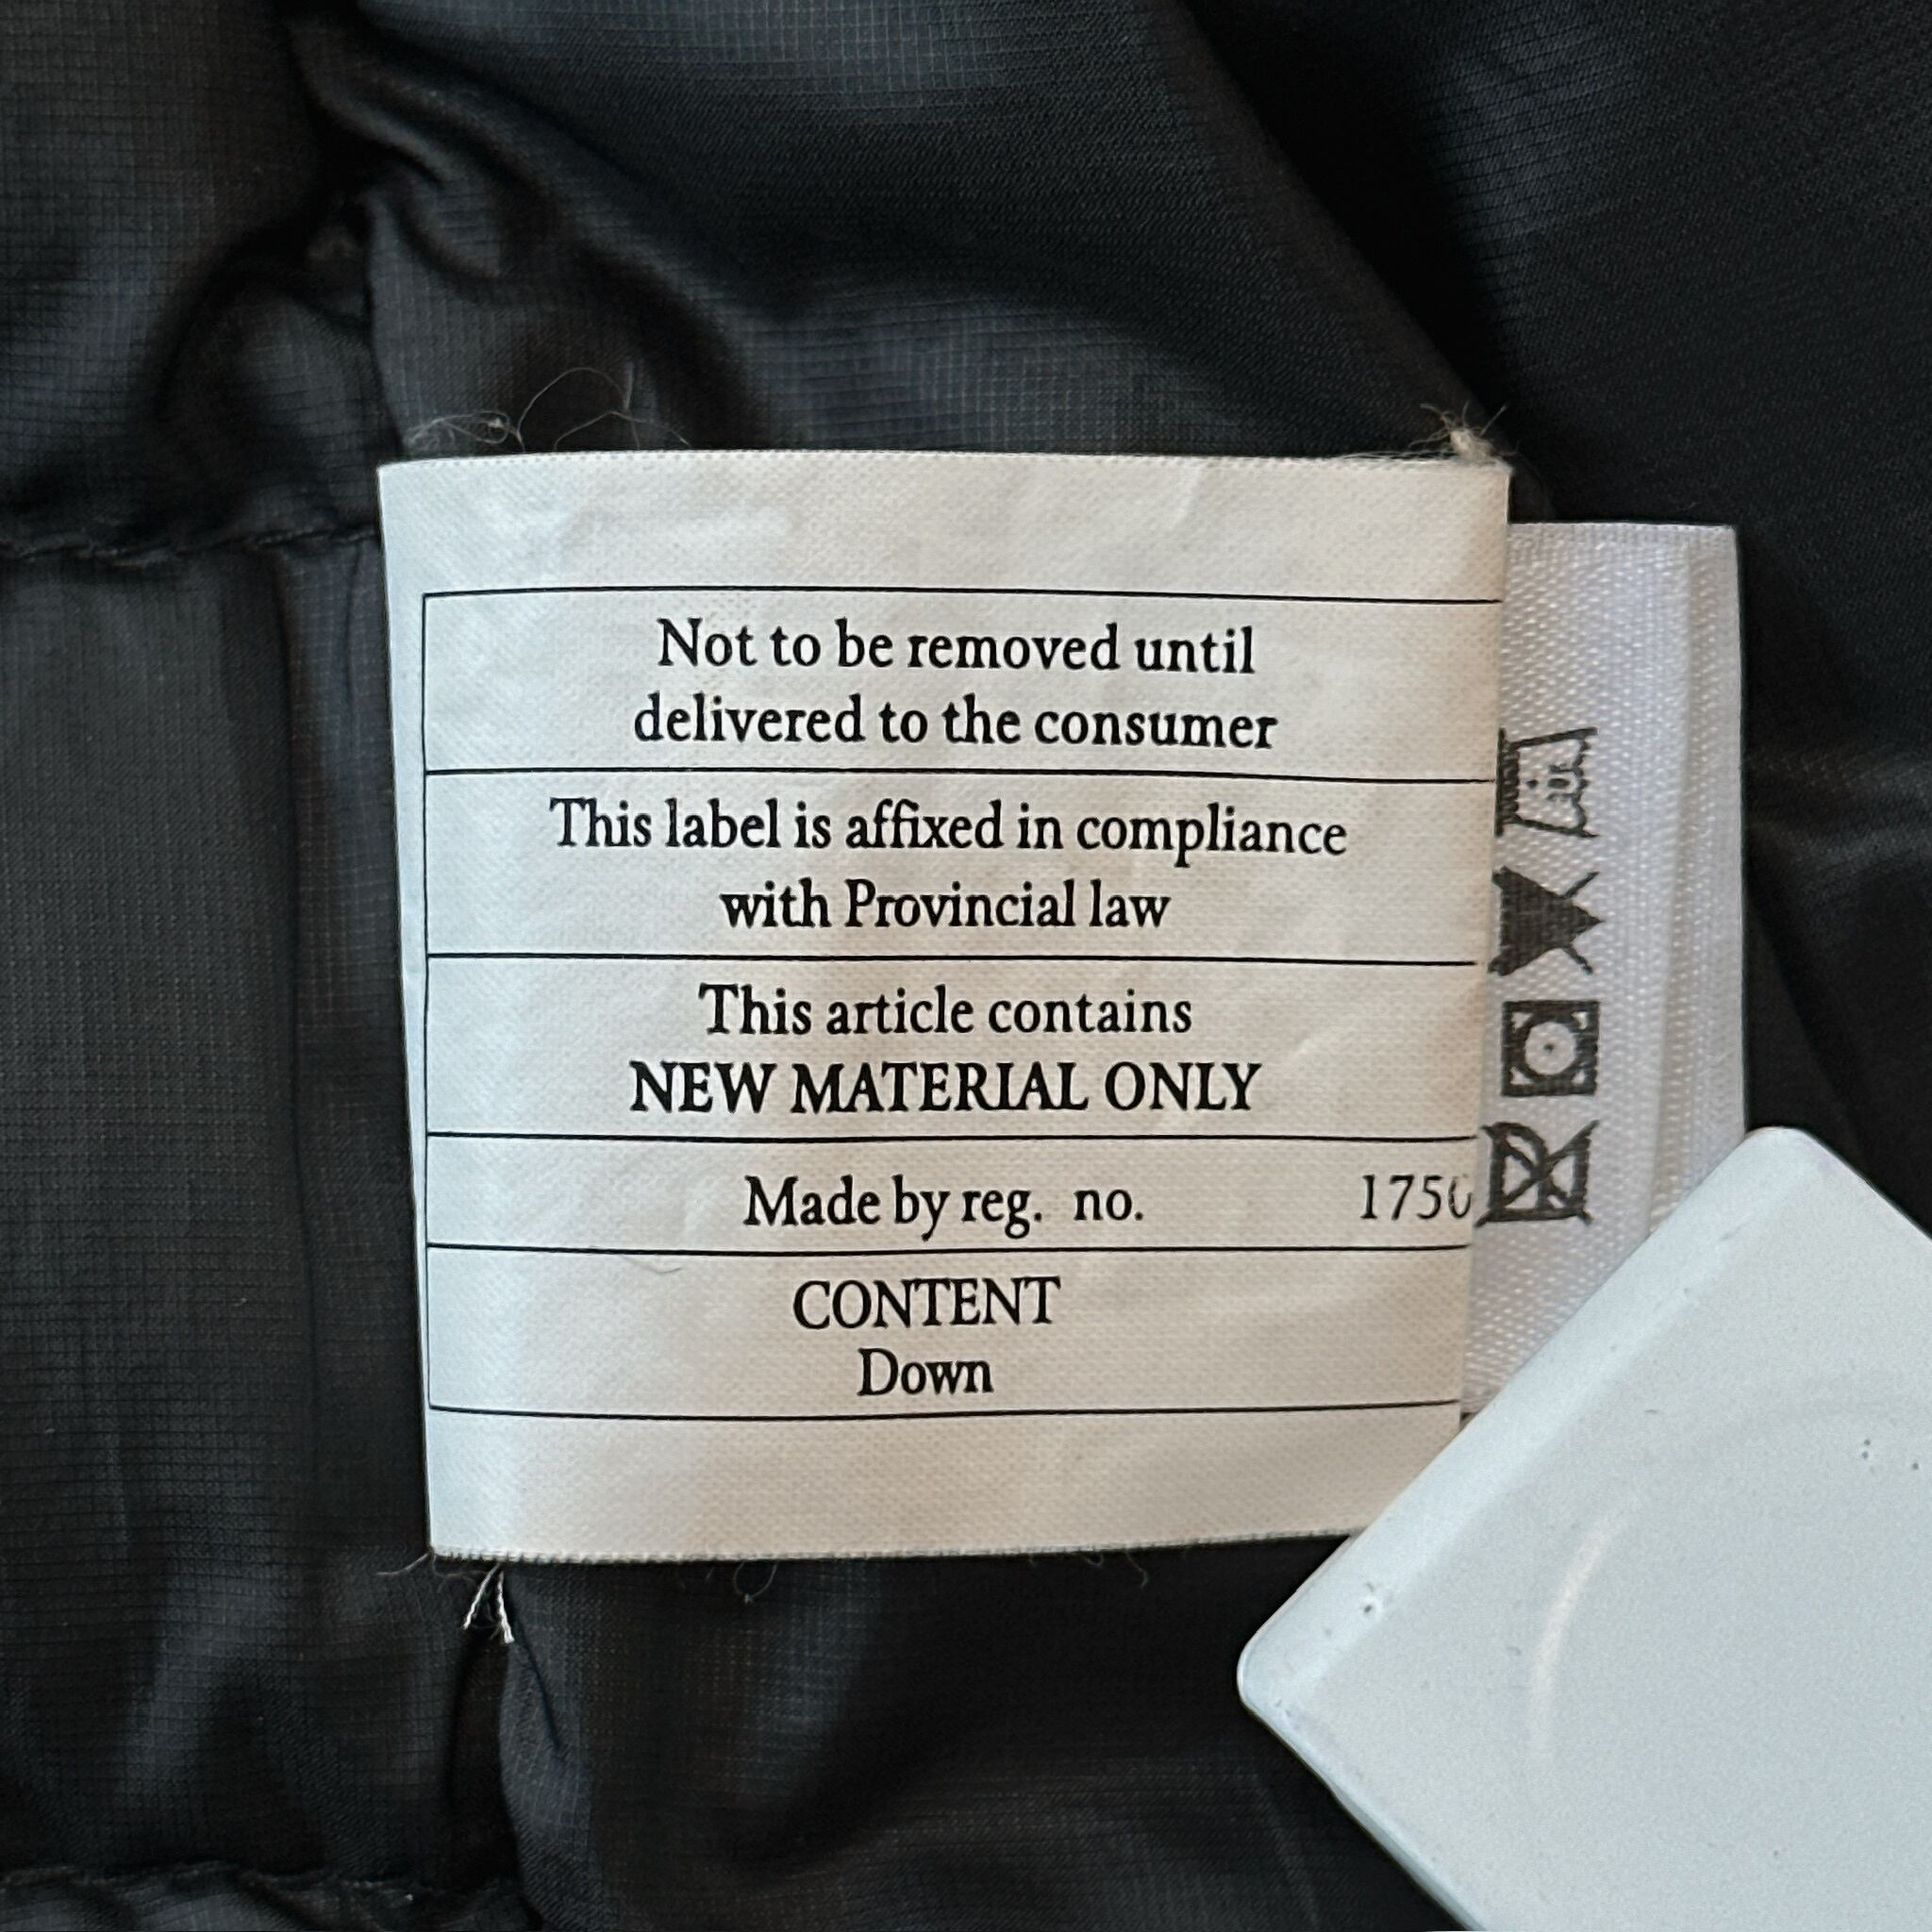 Not to be removed until
delivered to the consumer
This label is affixed in compliance
with Provincial law
This article contains
NEW MATERIAL ONLY
Made by reg. no.
CONTENT
Down